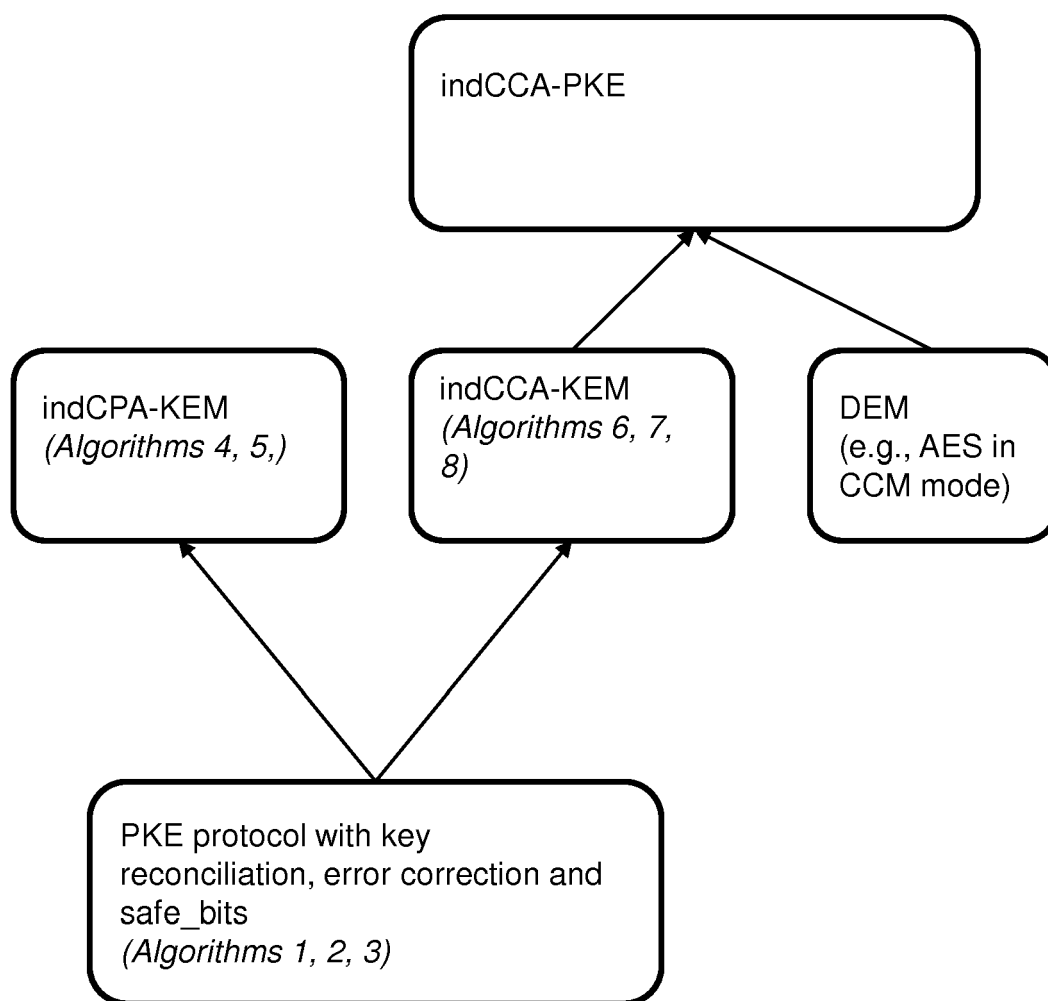 indCCA-PKE
indCPA-KEM
(Algorithms 4, 5,)
indCCA-KEM
(Algorithms 6, 7,
8)
DEM
(e.g., AES in
CCM mode)
PKE protocol with key
reconciliation, error correction and
safe_bits
(Algorithms 1, 2, 3)